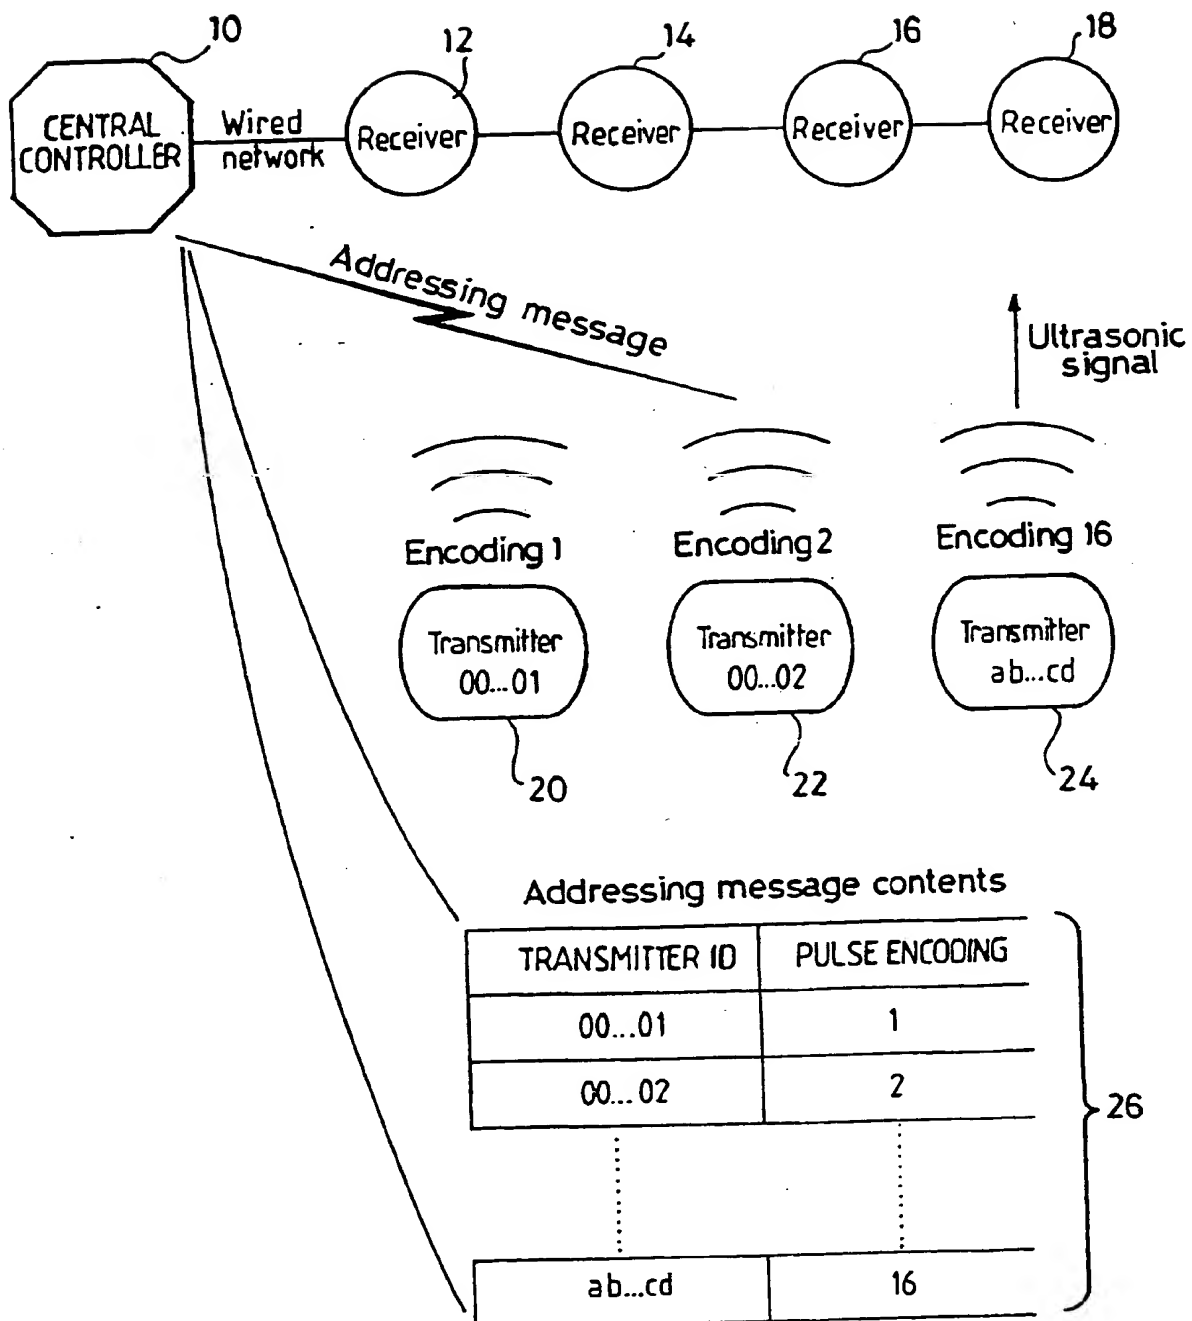 10
12
14
16
18
CENTRAL
CONTROLLER
Wired
network
Receiver
Receiver
Receiver
Receiver
Addressing message
Ultrasonic
signal
Encoding 1
Encoding 2
Encoding 16
Transmitter
00...01
Transmitter
00...02
Transmitter
ab...cd
20
22
24
Addressing message contents
TRANSMITTER ID PULSE ENCODING
00...01 1
00...02 2
ab...cd 16
26